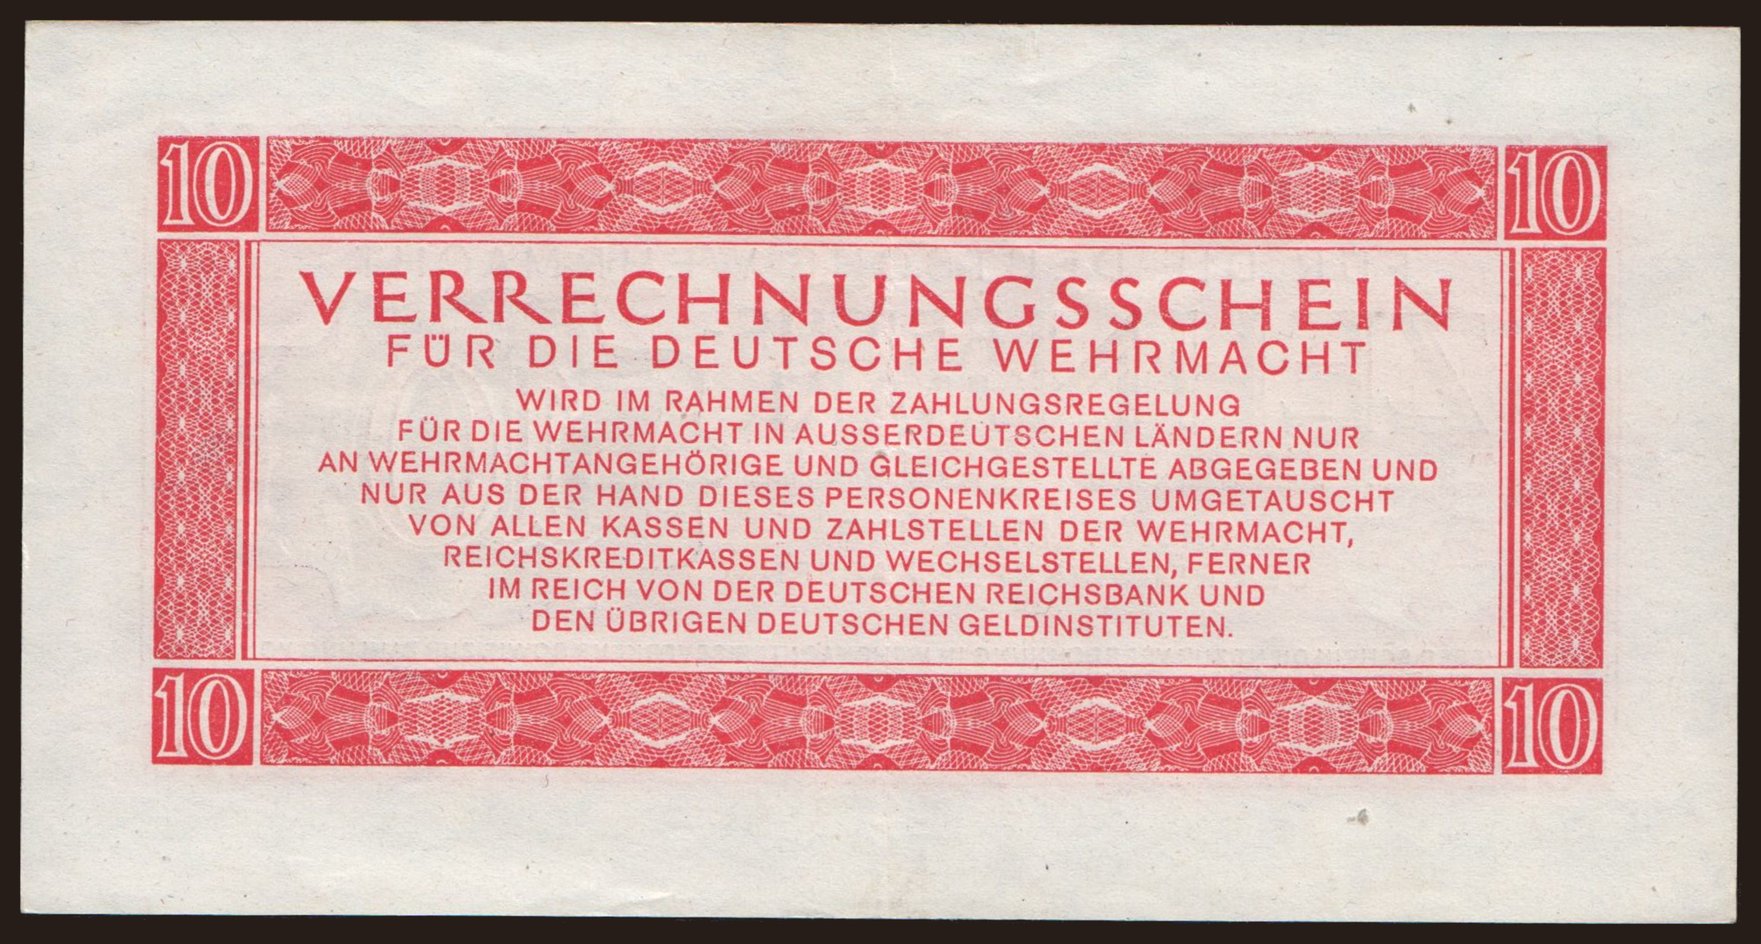 10 10
VERRECHNUNGSSCHEIN
FÜR DIE DEUTSCHE WEHRMACHT
WIRD IM RAHMEN DER ZAHLUNGSREGELUNG
FÜR DIE WEHRMACHT IN AUSSERDEUTSCHEN LÄNDERN NUR
AN WEHRMACHTANGEHÖRIGE UND GLEICHGESTELLTE ABGEGEBEN UND
NUR AUS DER HAND DIESES PERSONENKREISES UMGETAUSCHT
VON ALLEN KASSEN UND ZAHLSTELLEN DER WEHRMACHT,
REICHSKREDITKASSEN UND WECHSELSTELLEN, FERNER
IM REICH VON DER DEUTSCHEN REICHSBANK UND
DEN ÜBRIGEN DEUTSCHEN GELDINSTITUTEN.
10 10